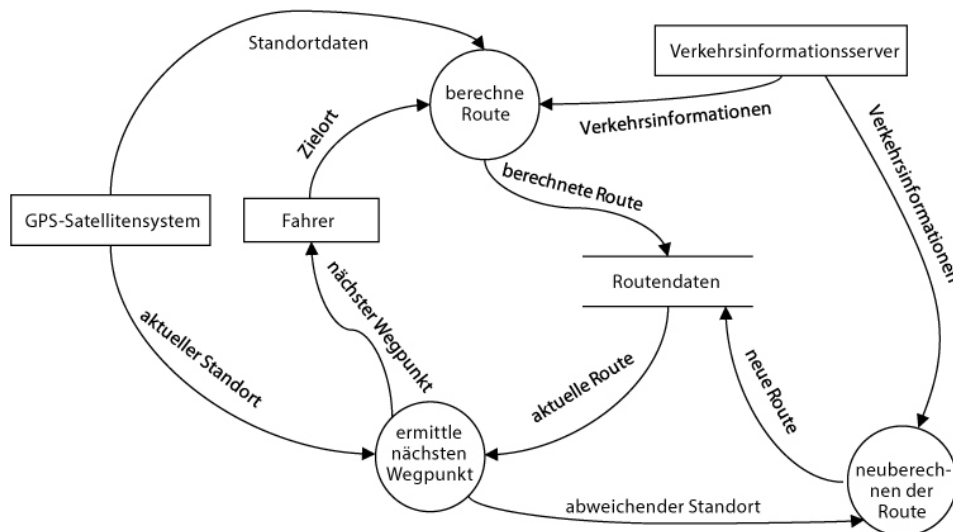 Standortdaten
Verkehrsinformationsserver
berechne
Route
Verkehrsinformationen
Zielort
Verkehrsinformationen
berechnete Route
GPS-Satellitensystem
Fahrer
Routendaten
nächster Wegpunkt
aktueller Standort
aktuelle Route
neue Route
ermittle
nächsten
Wegpunkt
neuberech-
nen der
Route
abweichender Standort